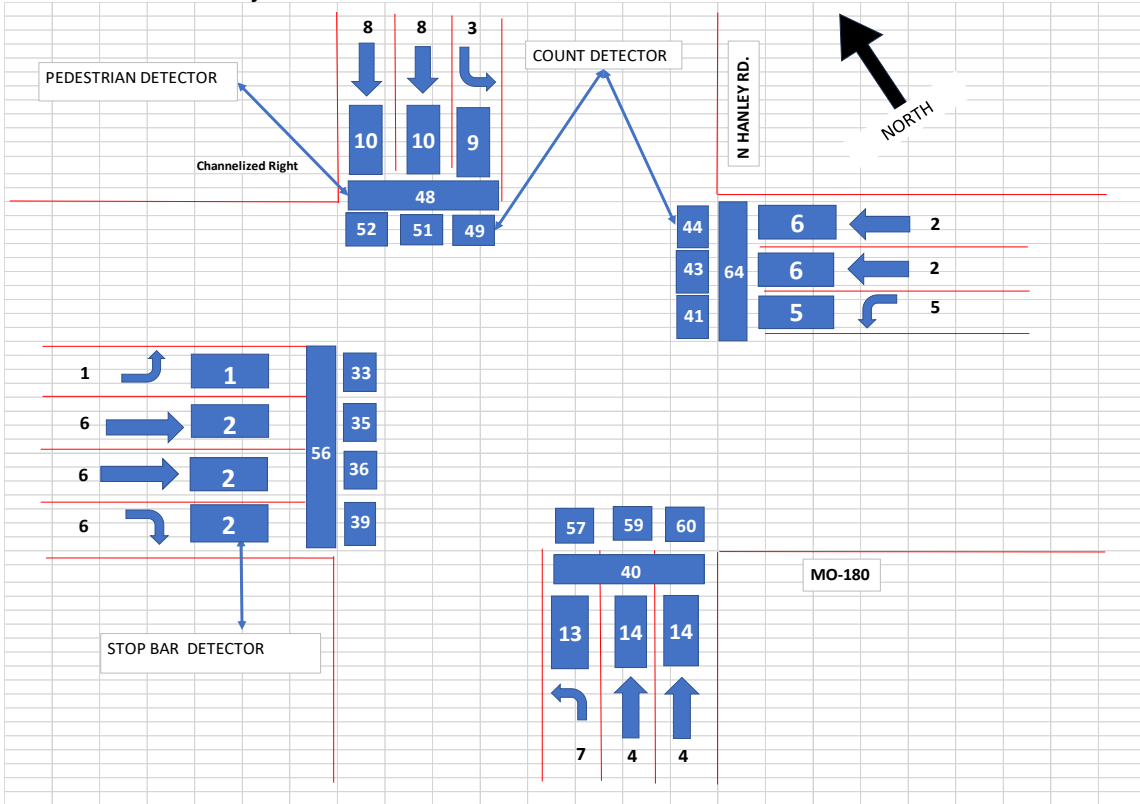 8 8 3
COUNT DETECTOR
PEDESTRIAN DETECTOR
N HANLEY RD.
NORTH
10 10 9
Channelized Right
48
52 51 49
44 6 2
43 64 6 2
41 5 5
1 1 33
6 2 35
56
6 2 36
6 2 39
57 59 60
40
MO-180
13 14 14
STOP BAR DETECTOR
7 4 4